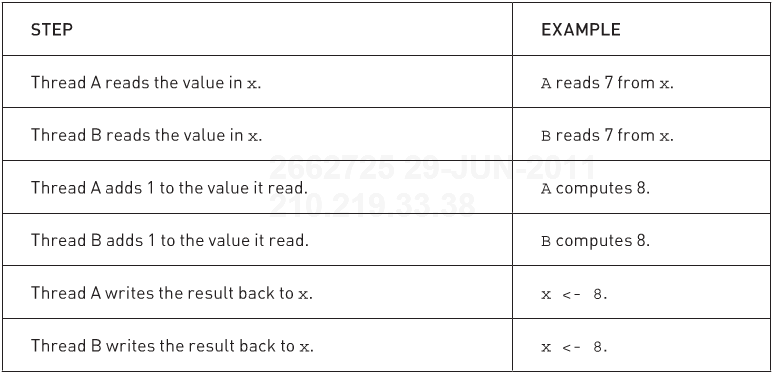 STEP EXAMPLE
Thread A reads the value in x. A reads 7 from x.
Thread B reads the value in x. B reads 7 from x.
2662725 29-JUN-2011
Thread A adds 1 to the value it read. A computes 8.
210.219.33.38
Thread B adds 1 to the value it read. B computes 8.
Thread A writes the result back to x. x <- 8.
Thread B writes the result back to x. x <- 8.